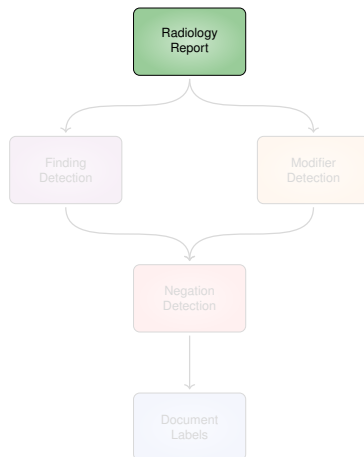 Radiology
Report
Finding
Detection
Modifier
Detection
Negation
Detection
Document
Labels